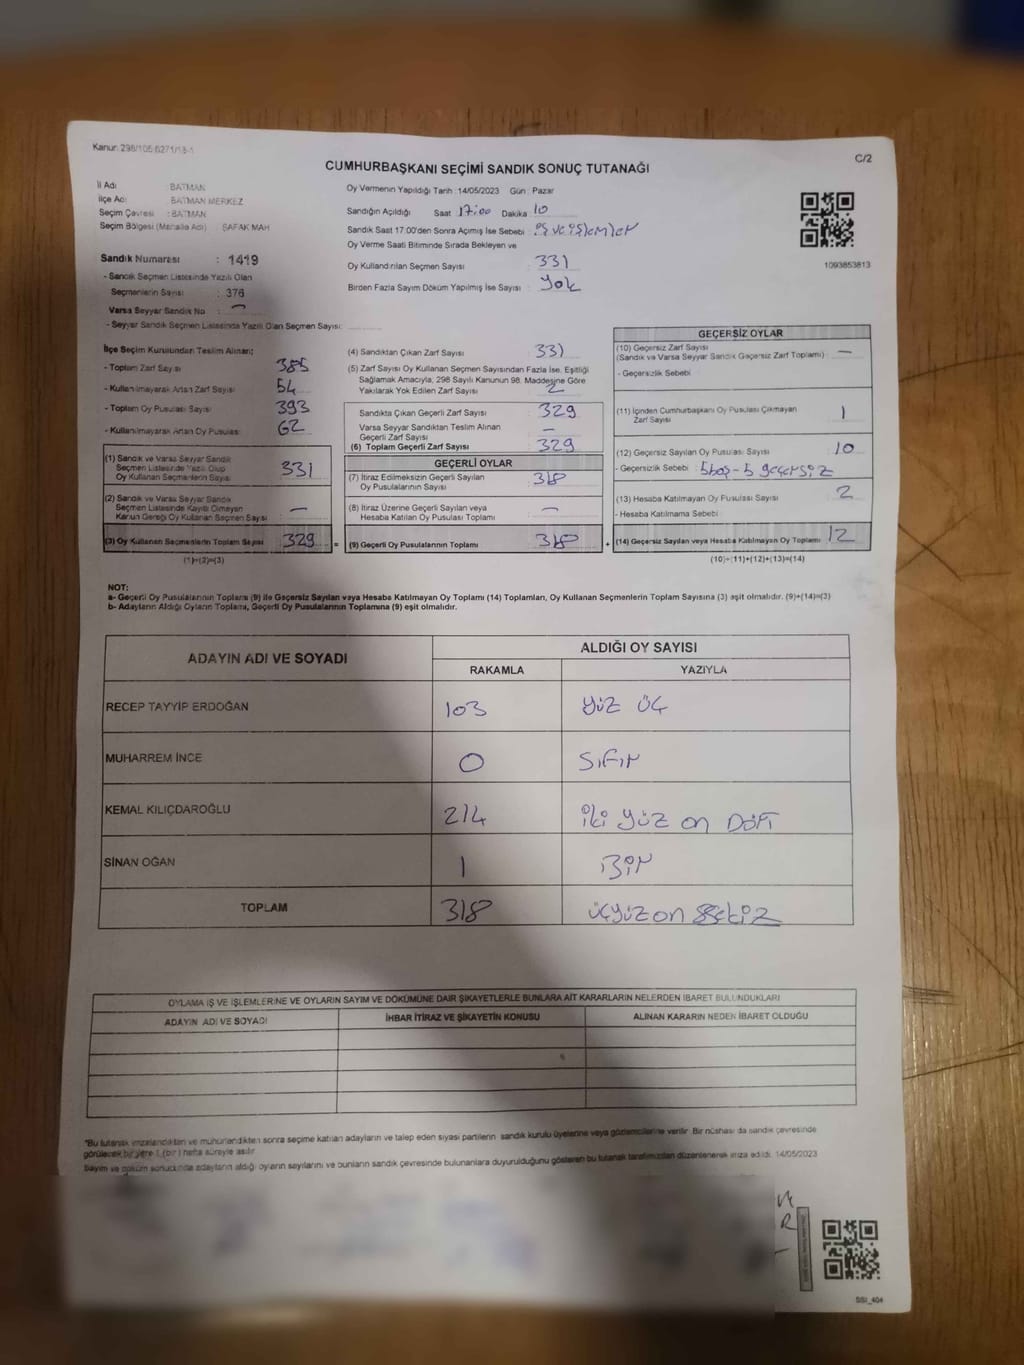 Kanun: 298/105,6271/13-1
C/2
CUMHURBAŞKANI SEÇİMİ SANDIK SONUÇ TUTANAĞI
İl Adı : BATMAN
İlçe Adı : BATMAN MERKEZ
Seçim Çevresi : BATMAN
Seçim Bölgesi (Mahalle Adı) ŞAFAK MAH
Sandık Numarası : 1419
- Sandık Seçmen Listesinde Yazılı Olan
Seçmenlerin Sayısı : 376
Varsa Seyyar Sandık No : -
- Seyyar Sandık Seçmen Listesinde Yazılı Olan Seçmen Sayısı:
Oy Vermenin Yapıldığı Tarih : 14/05/2023 Gün : Pazar
Sandığın Açıldığı Saat 17:00 Dakika 10
Sandık Saat 17.00'den Sonra Açılmış İse Sebebi : iş ve işlemler
Oy Verme Saati Bitiminde Sırada Bekleyen ve
Oy Kullandırılan Seçmen Sayısı : 331
Birden Fazla Sayım Döküm Yapılmış İse Sayısı : yok
1093853813
İlçe Seçim Kurulundan Teslim Alınan;
- Toplam Zarf Sayısı : 385
- Kullanılmayarak Artan Zarf Sayısı : 54
- Toplam Oy Pusulası Sayısı : 393
- Kullanılmayarak Artan Oy Pusulası : 62
(1) Sandık ve Varsa Seyyar Sandık
Seçmen Listesinde Yazılı Olup
Oy Kullanan Seçmenlerin Sayısı : 331
(2) Sandık ve Varsa Seyyar Sandık
Seçmen Listesinde Kayıtlı Olmayan
Kanun Gereği Oy Kullanan Seçmen Sayısı : -
(3) Oy Kullanan Seçmenlerin Toplam Sayısı : 329
(1)+(2)=(3)
(4) Sandıktan Çıkan Zarf Sayısı : 331
(5) Zarf Sayısı Oy Kullanan Seçmen Sayısından Fazla İse, Eşitliği
Sağlamak Amacıyla, 298 Sayılı Kanunun 98. Maddesine Göre
Yakılarak Yok Edilen Zarf Sayısı : 2
Sandıkta Çıkan Geçerli Zarf Sayısı : 329
Varsa Seyyar Sandıktan Teslim Alınan
Geçerli Zarf Sayısı : -
(6) Toplam Geçerli Zarf Sayısı : 329
GEÇERLİ OYLAR
(7) İtiraz Edilmeksizin Geçerli Sayılan
Oy Pusulalarının Sayısı : 318
(8) İtiraz Üzerine Geçerli Sayılan veya
Hesaba Katılan Oy Pusulası Toplamı : -
= (9) Geçerli Oy Pusulalarının Toplamı : 318
GEÇERSİZ OYLAR
(10) Geçersiz Zarf Sayısı
(Sandık ve Varsa Seyyar Sandık Geçersiz Zarf Toplamı) : -
- Geçersizlik Sebebi :
(11) İçinden Cumhurbaşkanı Oy Pusulası Çıkmayan
Zarf Sayısı : 1
(12) Geçersiz Sayılan Oy Pusulası Sayısı : 10
- Geçersizlik Sebebi : 5 boş - 5 geçersiz
(13) Hesaba Katılmayan Oy Pusulası Sayısı : 2
- Hesaba Katılmama Sebebi :
+ (14) Geçersiz Sayılan veya Hesaba Katılmayan Oy Toplamı : 12
(10)+(11)+(12)+(13)=(14)
NOT:
a- Geçerli Oy Pusulalarının Toplamı (9) ile Geçersiz Sayılan veya Hesaba Katılmayan Oy Toplamı (14) Toplamları, Oy Kullanan Seçmenlerin Toplam Sayısına (3) eşit olmalıdır. (9)+(14)=(3)
b- Adayların Aldığı Oyların Toplamı, Geçerli Oy Pusulalarının Toplamına (9) eşit olmalıdır.
ADAYIN ADI VE SOYADI
ALDIĞI OY SAYISI
RAKAMLA YAZIYLA
RECEP TAYYİP ERDOĞAN 103 yüz üç
MUHARREM İNCE 0 sıfır
KEMAL KILIÇDAROĞLU 214 iki yüz on Dört
SİNAN OĞAN 1 Bir
TOPLAM 318 üçyüz on sekiz
OYLAMA İŞ VE İŞLEMLERİNE VE OYLARIN SAYIM VE DÖKÜMÜNE DAİR ŞİKAYETLERLE BUNLARA AİT KARARLARIN NELERDEN İBARET BULUNDUKLARI
ADAYIN ADI VE SOYADI İHBAR İTİRAZ VE ŞİKAYETİN KONUSU ALINAN KARARIN NEDEN İBARET OLDUĞU
*Bu tutanak imzalandıktan ve mühürlendikten sonra seçime katılan adayların ve talep eden siyasi partilerin sandık kurulu üyelerine veya gözlemcilerine verilir. Bir nüshası da sandık çevresinde
görülecek bir yere 1 (bir) hafta süreyle asılır.
Sayım ve döküm sonucunda adayların aldığı oyların sayılarını ve bunların sandık çevresinde bulunanlara duyurulduğunu gösteren bu tutanak tarafımızdan düzenlenerek imza edildi. 14/05/2023
SSI_404